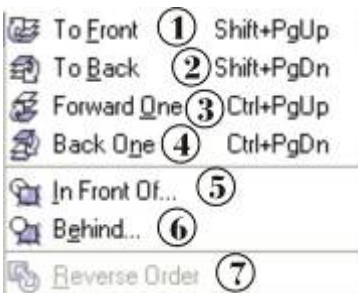 To Front 1 Shift+PgUp
To Back 2 Shift+PgDn
Forward One 3 Ctrl+PgUp
Back One 4 Ctrl+PgDn
In Front Of... 5
Behind... 6
Reverse Order 7